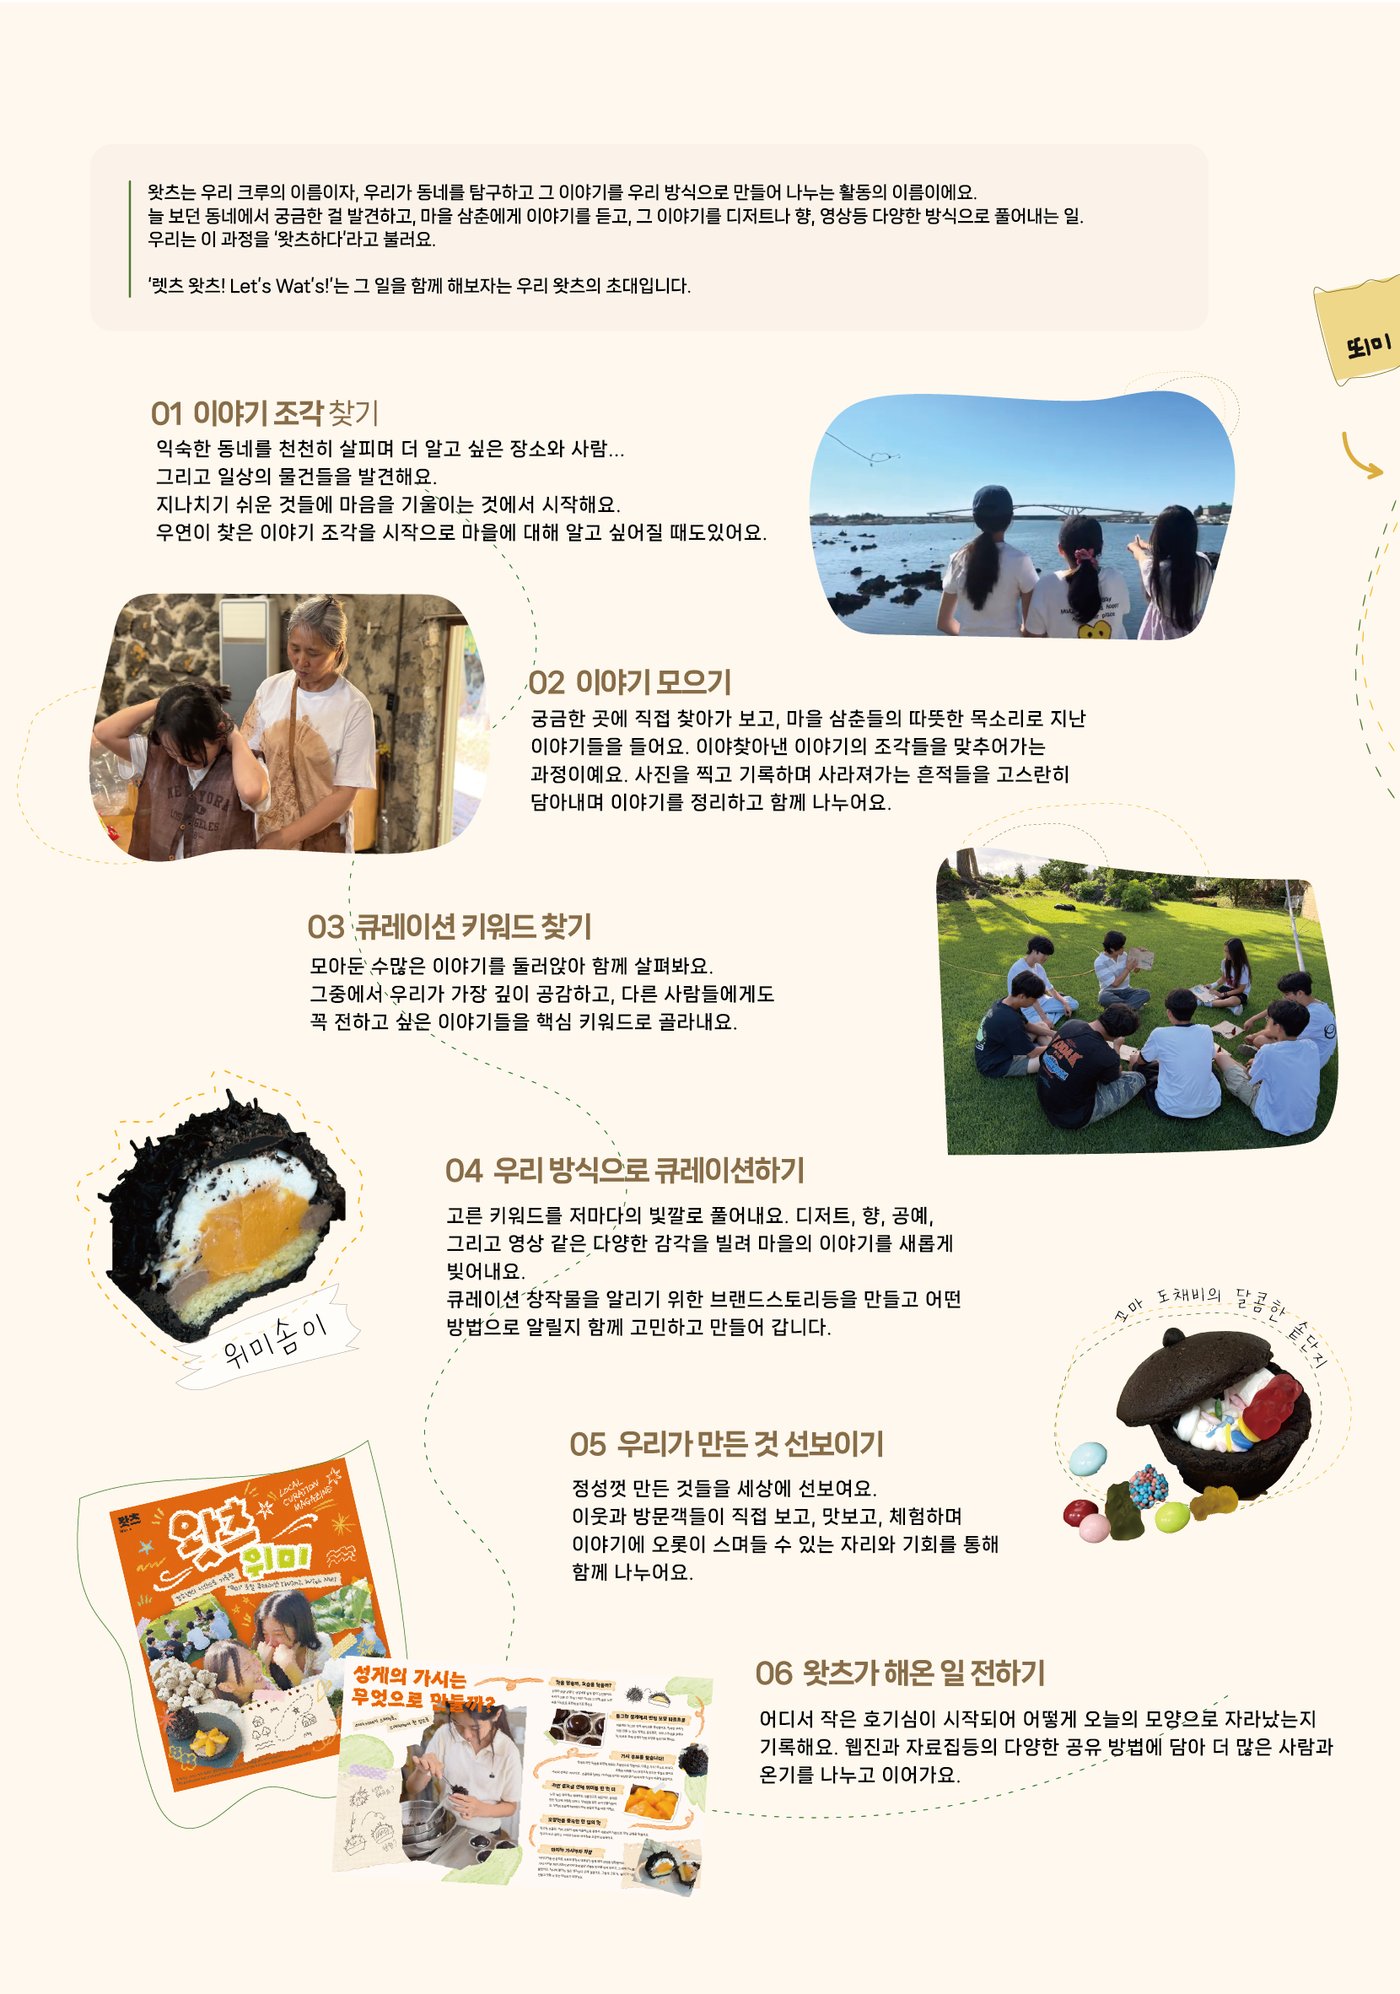 왓츠는 우리 크루의 이름이자, 우리가 동네를 탐구하고 그 이야기를 우리 방식으로 만들어 나누는 활동의 이름이에요.
늘 보던 동네에서 궁금한 걸 발견하고, 마을 삼춘에게 이야기를 듣고, 그 이야기를 디저트나 향, 영상등 다양한 방식으로 풀어내는 일.
우리는 이 과정을 '왓츠하다'라고 불러요.
'렛츠 왓츠! Let's Wat's!'는 그 일을 함께 해보자는 우리 왓츠의 초대입니다.
뙤미
01 이야기 조각 찾기
익숙한 동네를 천천히 살피며 더 알고 싶은 장소와 사람...
그리고 일상의 물건들을 발견해요.
지나치기 쉬운 것들에 마음을 기울이는 것에서 시작해요.
우연이 찾은 이야기 조각을 시작으로 마을에 대해 알고 싶어질 때도있어요.
02 이야기 모으기
궁금한 곳에 직접 찾아가 보고, 마을 삼춘들의 따뜻한 목소리로 지난
이야기들을 들어요. 이야찾아낸 이야기의 조각들을 맞추어가는
과정이예요. 사진을 찍고 기록하며 사라져가는 흔적들을 고스란히
담아내며 이야기를 정리하고 함께 나누어요.
NEW YORK
LOS ANGELES
03 큐레이션 키워드 찾기
모아둔 수많은 이야기를 둘러앉아 함께 살펴봐요.
그중에서 우리가 가장 깊이 공감하고, 다른 사람들에게도
꼭 전하고 싶은 이야기들을 핵심 키워드로 골라내요.
04 우리 방식으로 큐레이션하기
고른 키워드를 저마다의 빛깔로 풀어내요. 디저트, 향, 공예,
그리고 영상 같은 다양한 감각을 빌려 마을의 이야기를 새롭게
빚어내요.
큐레이션 창작물을 알리기 위한 브랜드스토리등을 만들고 어떤
방법으로 알릴지 함께 고민하고 만들어 갑니다.
위미솜이
꼬마 도채비의 달콤한 솥단지
05 우리가 만든 것 선보이기
정성껏 만든 것들을 세상에 선보여요.
이웃과 방문객들이 직접 보고, 맛보고, 체험하며
이야기에 오롯이 스며들 수 있는 자리와 기회를 통해
함께 나누어요.
왓츠
LOCAL
CURATION
MAGAZINE
왓츠
위미
성게의 가시는
무엇으로 만들까?
06 왓츠가 해온 일 전하기
어디서 작은 호기심이 시작되어 어떻게 오늘의 모양으로 자라났는지
기록해요. 웹진과 자료집등의 다양한 공유 방법에 담아 더 많은 사람과
온기를 나누고 이어가요.